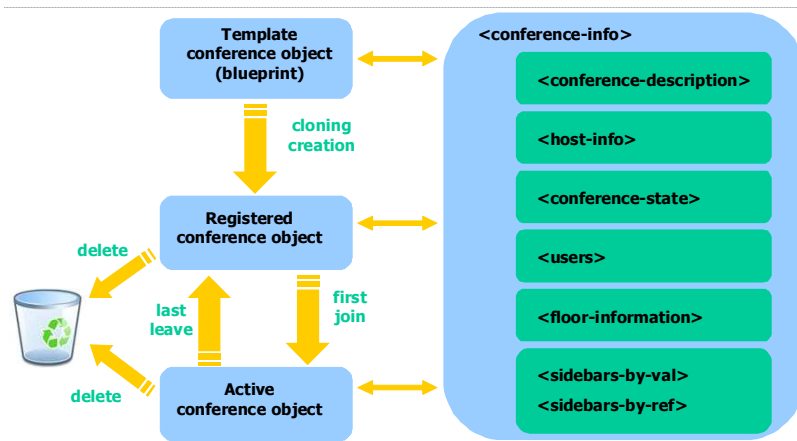 Template
conference object
(blueprint)
cloning
creation
Registered
conference object
delete
last
leave
first
join
delete
Active
conference object
<conference-info>
<conference-description>
<host-info>
<conference-state>
<users>
<floor-information>
<sidebars-by-val>
<sidebars-by-ref>